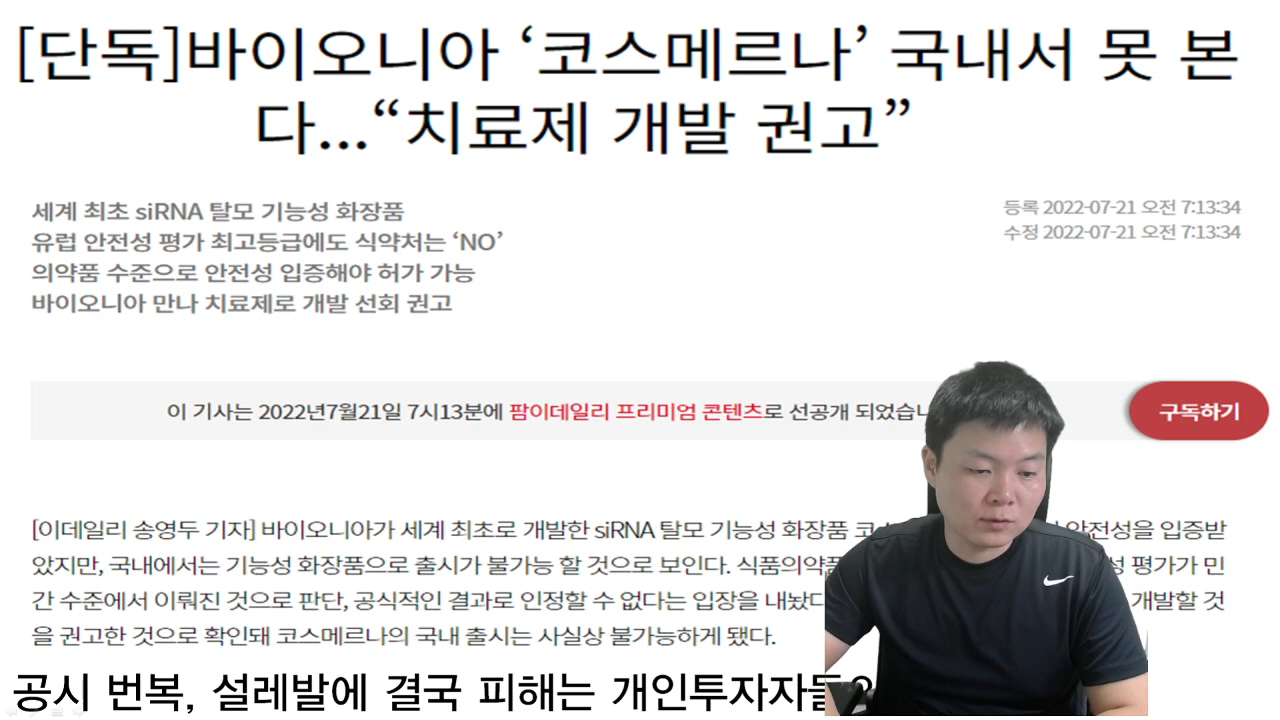 [단독]바이오니아 ‘코스메르나’ 국내서 못 본
다...“치료제 개발 권고”
세계 최초 siRNA 탈모 기능성 화장품
유럽 안전성 평가 최고등급에도 식약처는 ‘NO’
의약품 수준으로 안전성 입증해야 허가 가능
바이오니아 만나 치료제로 개발 선회 권고
등록 2022-07-21 오전 7:13:34
수정 2022-07-21 오전 7:13:34
이 기사는 2022년7월21일 7시13분에 팜이데일리 프리미엄 콘텐츠로 선공개
구독하기
[이데일리 송영두 기자] 바이오니아가 세계 최초로 개발한 siRNA 탈모 기능성 화장품 안전성을 입증받
았지만, 국내에서는 기능성 화장품으로 출시가 불가능 할 것으로 보인다. 평가가 민
간 수준에서 이뤄진 것으로 판단, 공식적인 결과로 인정할 수 없다는 입장을 개발할 것
을 권고한 것으로 확인돼 코스메르나의 국내 출시는 사실상 불가능하게 됐다.
공시 번복, 설레발에 결국 피해는 개인투자자들?